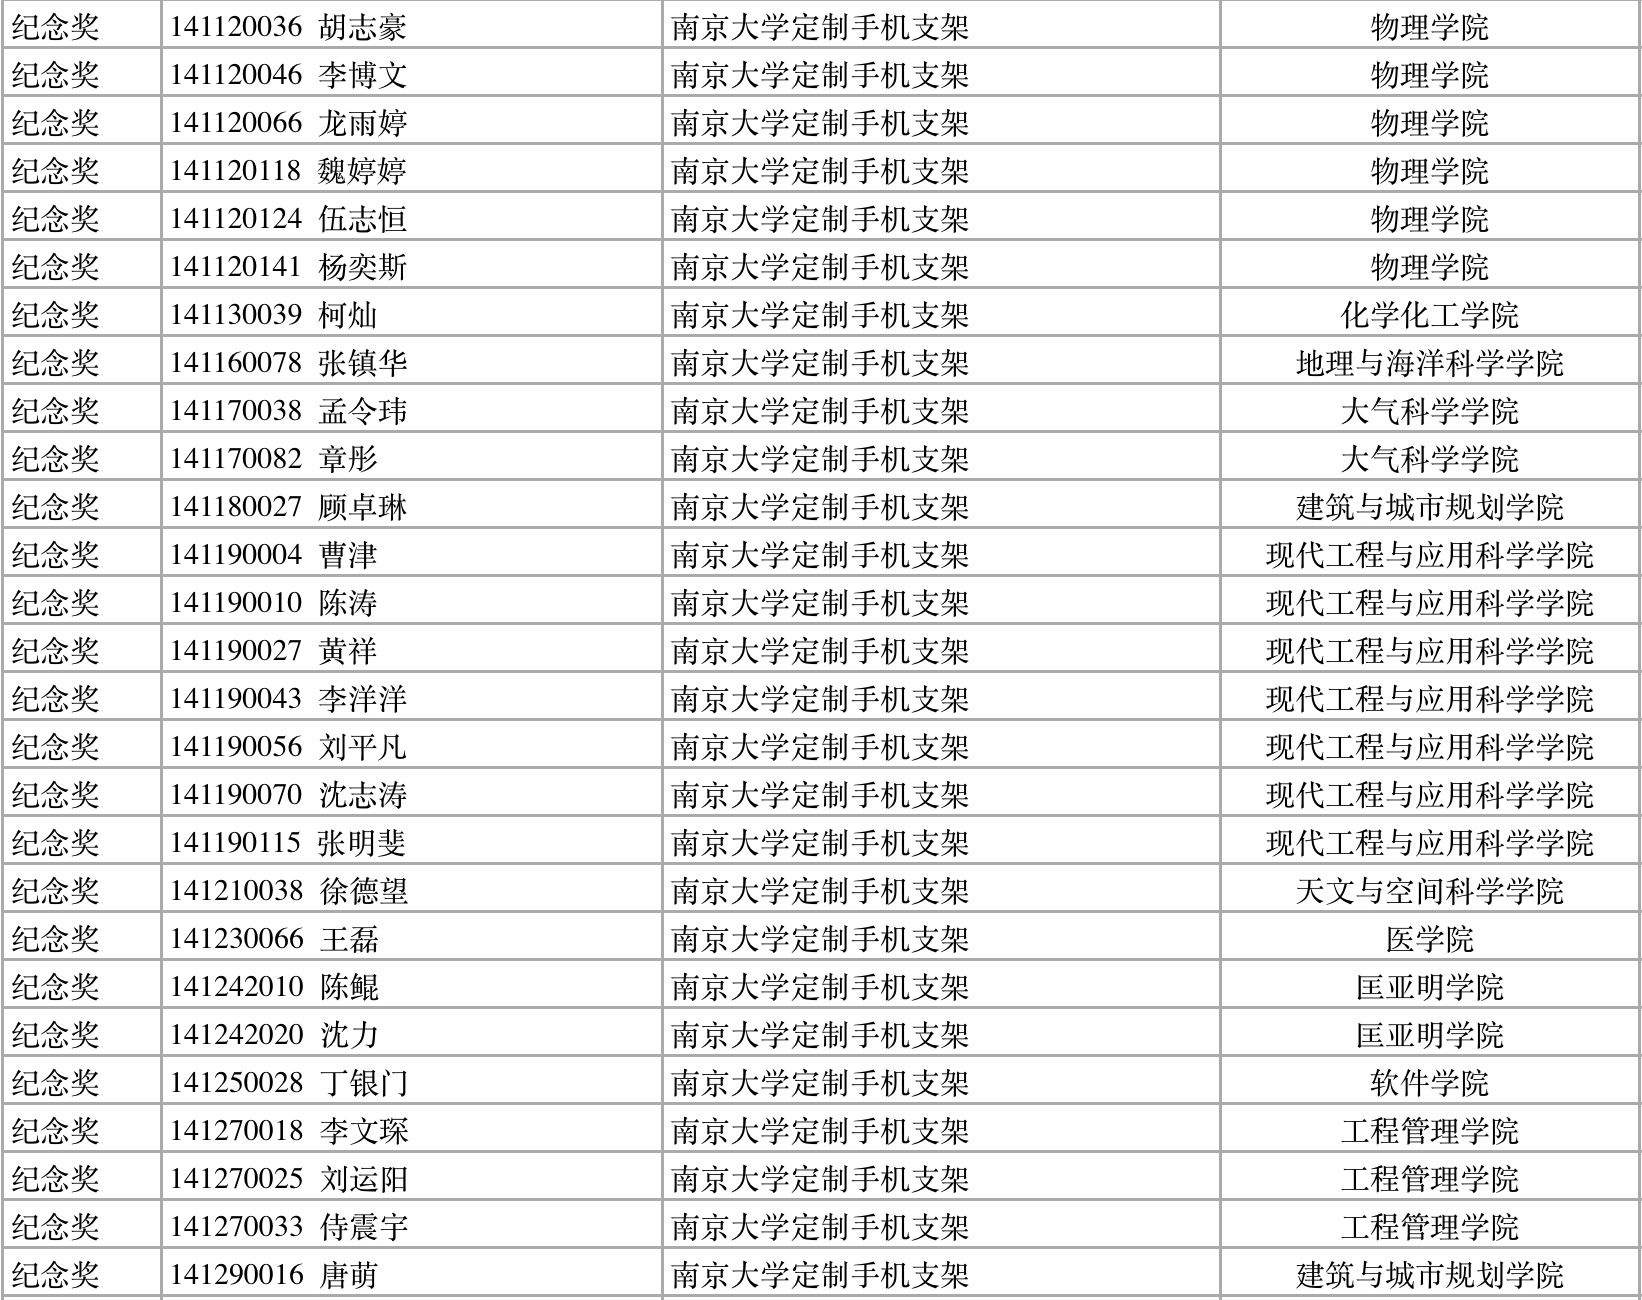 纪念奖 141120036 胡志豪 南京大学定制手机支架 物理学院
纪念奖 141120046 李博文 南京大学定制手机支架 物理学院
纪念奖 141120066 龙雨婷 南京大学定制手机支架 物理学院
纪念奖 141120118 魏婷婷 南京大学定制手机支架 物理学院
纪念奖 141120124 伍志恒 南京大学定制手机支架 物理学院
纪念奖 141120141 杨奕斯 南京大学定制手机支架 物理学院
纪念奖 141130039 柯灿 南京大学定制手机支架 化学化工学院
纪念奖 141160078 张镇华 南京大学定制手机支架 地理与海洋科学学院
纪念奖 141170038 孟令玮 南京大学定制手机支架 大气科学学院
纪念奖 141170082 章彤 南京大学定制手机支架 大气科学学院
纪念奖 141180027 顾卓琳 南京大学定制手机支架 建筑与城市规划学院
纪念奖 141190004 曹津 南京大学定制手机支架 现代工程与应用科学学院
纪念奖 141190010 陈涛 南京大学定制手机支架 现代工程与应用科学学院
纪念奖 141190027 黄祥 南京大学定制手机支架 现代工程与应用科学学院
纪念奖 141190043 李洋洋 南京大学定制手机支架 现代工程与应用科学学院
纪念奖 141190056 刘平凡 南京大学定制手机支架 现代工程与应用科学学院
纪念奖 141190070 沈志涛 南京大学定制手机支架 现代工程与应用科学学院
纪念奖 141190115 张明斐 南京大学定制手机支架 现代工程与应用科学学院
纪念奖 141210038 徐德望 南京大学定制手机支架 天文与空间科学学院
纪念奖 141230066 王磊 南京大学定制手机支架 医学院
纪念奖 141242010 陈鲲 南京大学定制手机支架 匡亚明学院
纪念奖 141242020 沈力 南京大学定制手机支架 匡亚明学院
纪念奖 141250028 丁银门 南京大学定制手机支架 软件学院
纪念奖 141270018 李文琛 南京大学定制手机支架 工程管理学院
纪念奖 141270025 刘运阳 南京大学定制手机支架 工程管理学院
纪念奖 141270033 侍震宇 南京大学定制手机支架 工程管理学院
纪念奖 141290016 唐萌 南京大学定制手机支架 建筑与城市规划学院